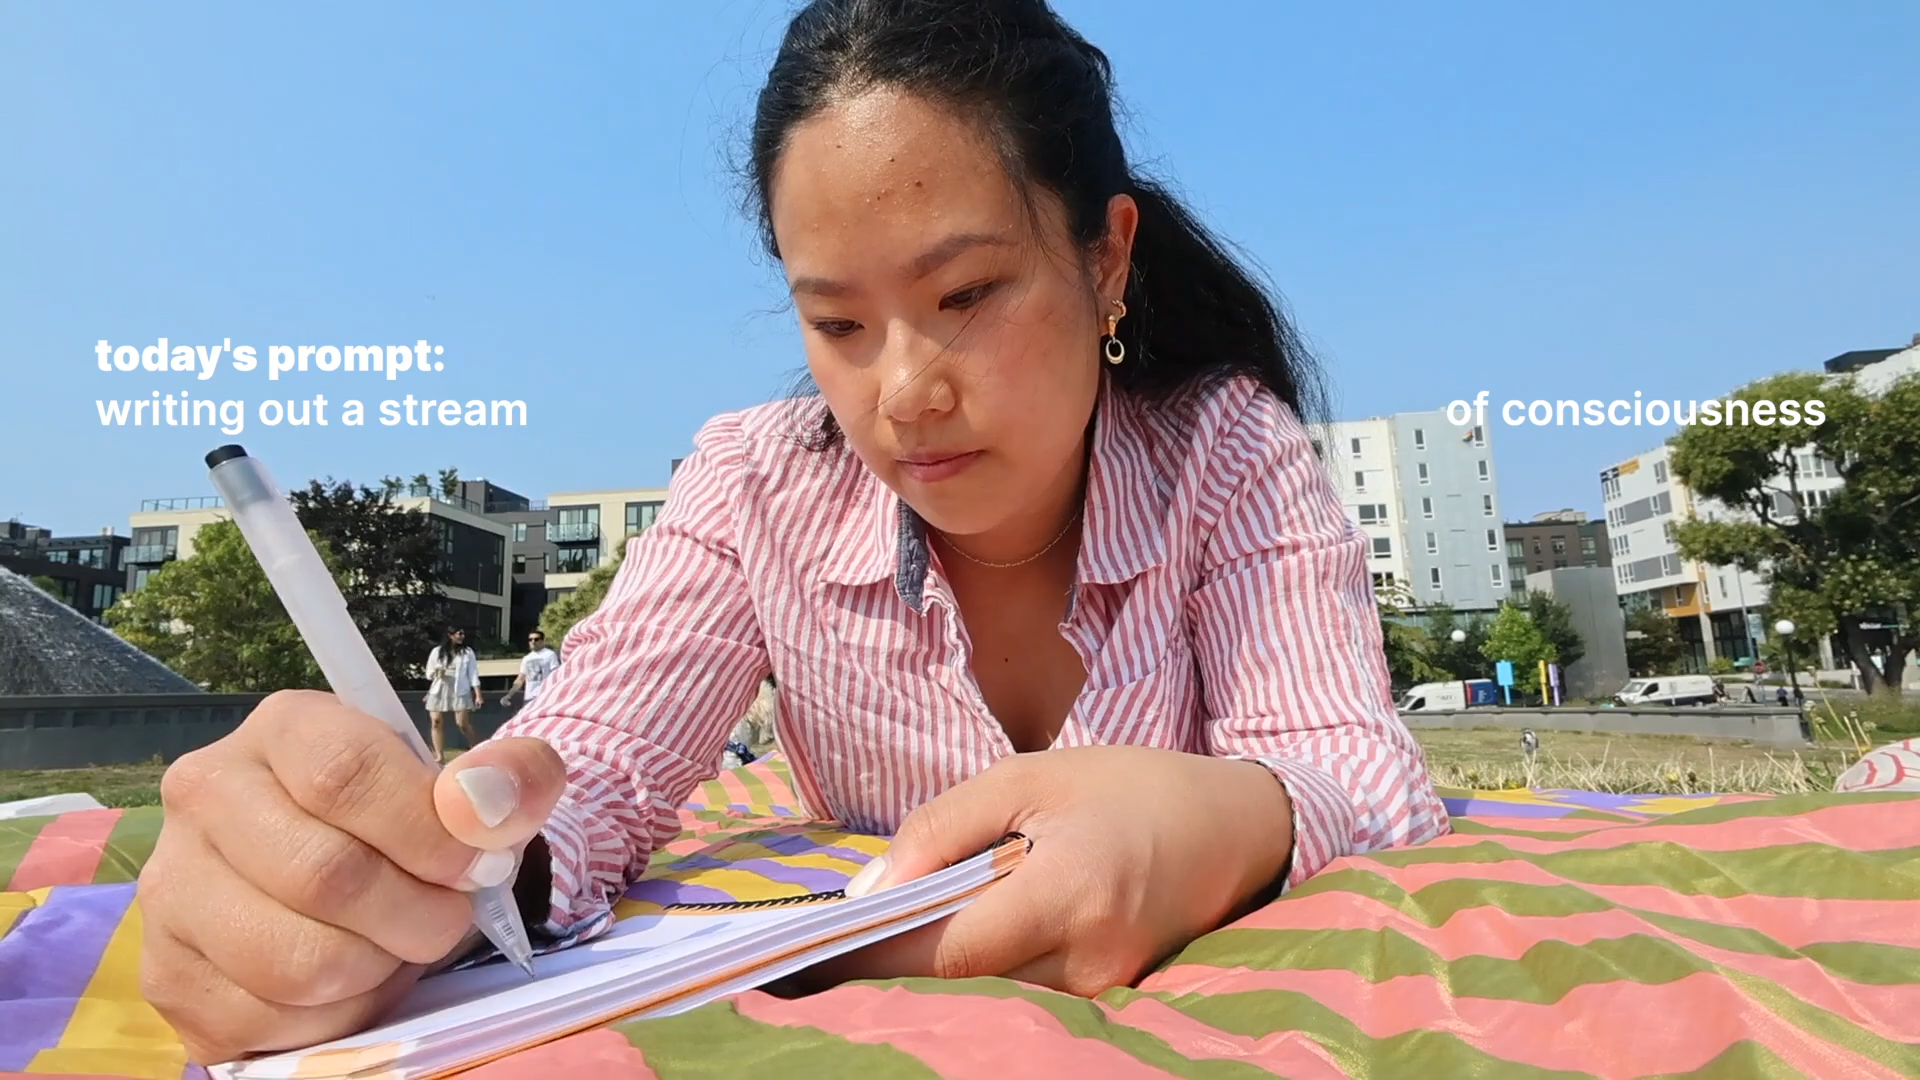 today's prompt:
writing out a stream of consciousness